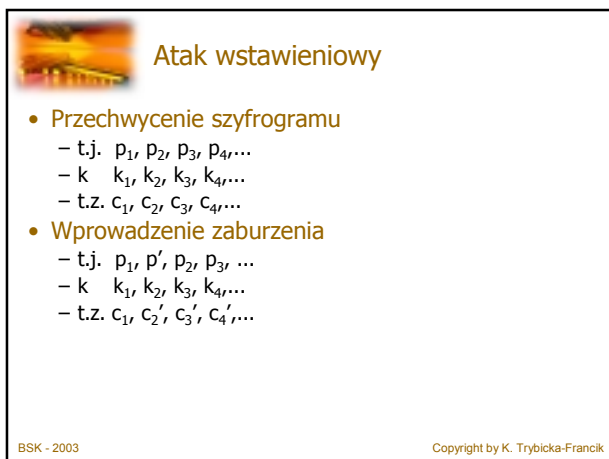 Atak wstawieniowy
• Przechwycenie szyfrogramu
– t.j. p₁, p₂, p₃, p₄,...
– k k₁, k₂, k₃, k₄,...
– t.z. c₁, c₂, c₃, c₄,...
• Wprowadzenie zaburzenia
– t.j. p₁, p′, p₂, p₃, ...
– k k₁, k₂, k₃, k₄,...
– t.z. c₁, c₂′, c₃′, c₄′,...
BSK - 2003 Copyright by K. Trybicka-Francik